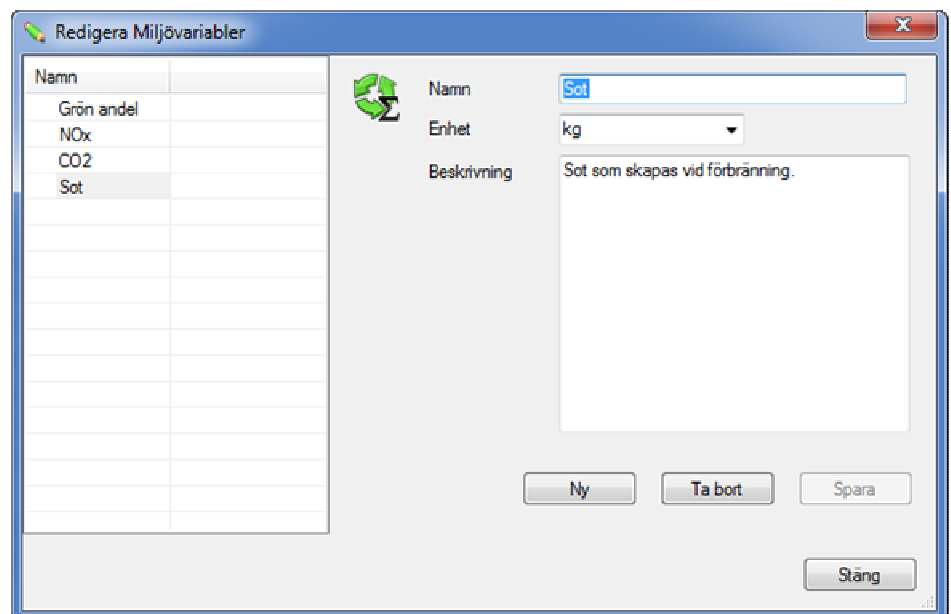 Redigera Miljövariabler
Namn
Grön andel
NOx
CO2
Sot
Namn
Sot
Enhet
kg
Beskrivning
Sot som skapas vid förbränning.
Ny
Ta bort
Spara
Stäng